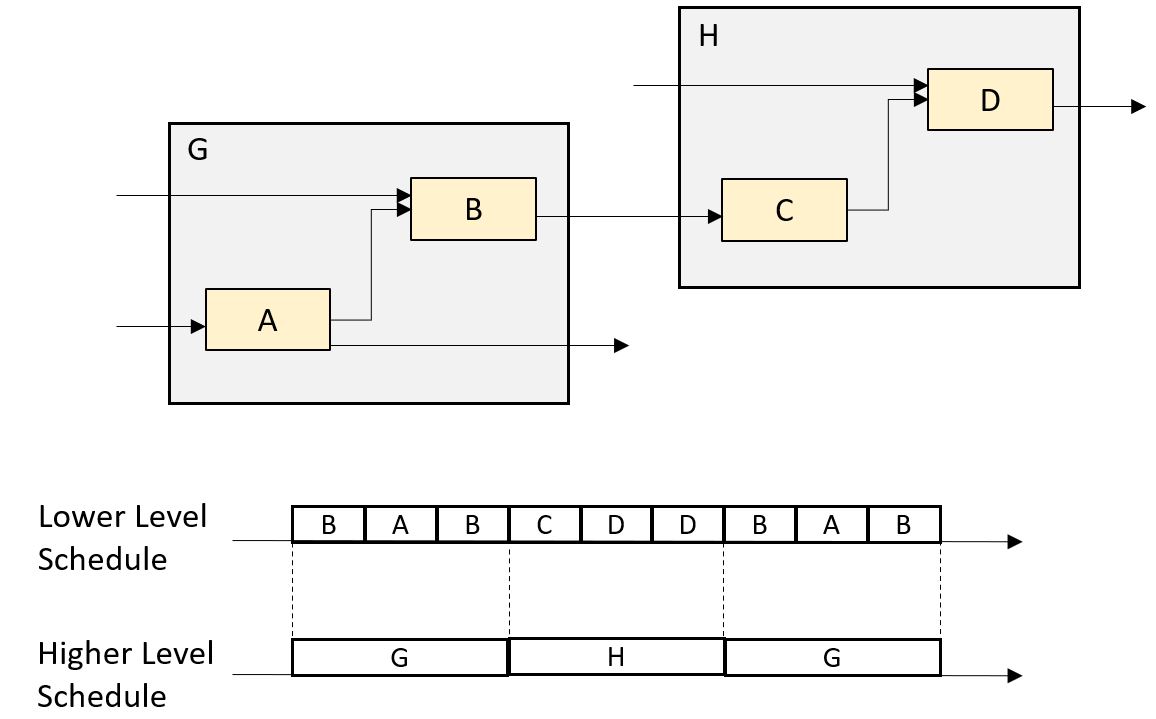 H
D
G
B
C
A
Lower Level
Schedule
B A B C D D B A B
Higher Level
Schedule
G H G